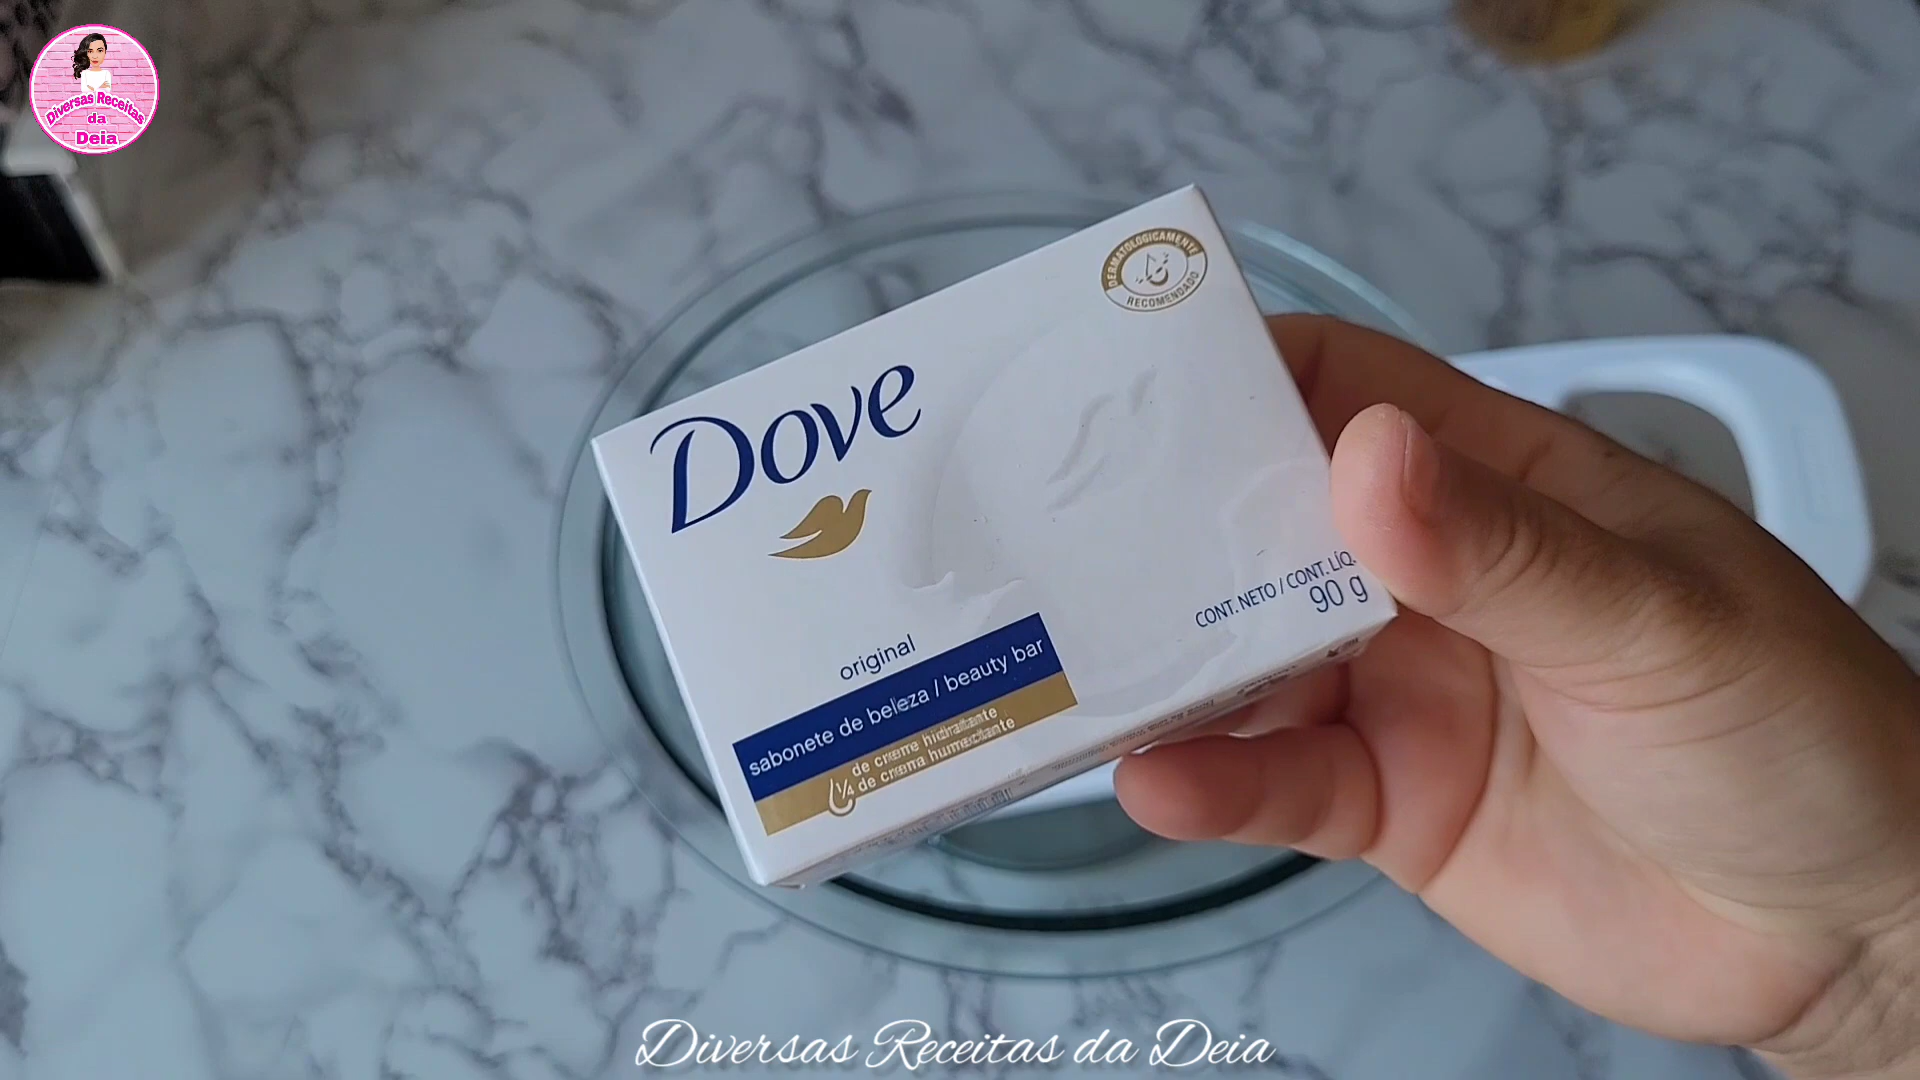 Diversas Receitas
da
Deia
DERMATOLOGICAMENTE
RECOMENDADO
Dove
original
sabonete de beleza / beauty bar
1/4 de creme hidratante
de crema humectante
CONT. NETO / CONT. LÍQ.
90 g
Diversas Receitas da Deia